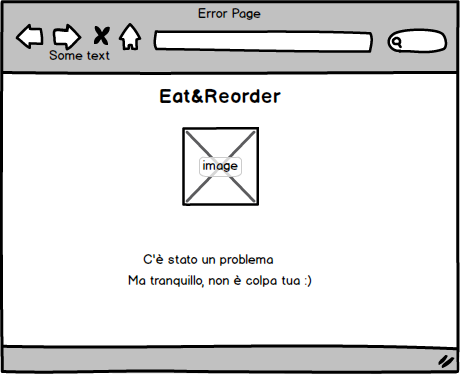 Error Page
Some text
Eat&Reorder
image
C'è stato un problema
Ma tranquillo, non è colpa tua :)